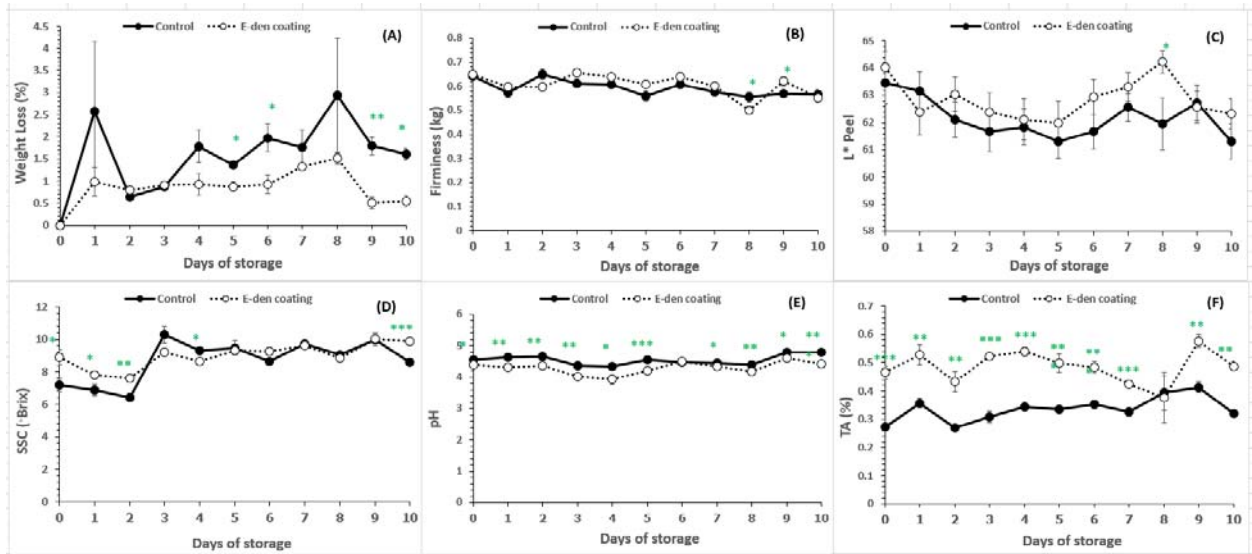 Control E-den coating (A)
4.5
4
3.5
3
2.5
2
1.5
1
0.5
0
Weight Loss (%)
* * ** *
0 1 2 3 4 5 6 7 8 9 10
Days of storage
Control E-den coating (B)
0.8
0.7
0.6
0.5
0.4
0.3
0.2
0.1
0
Firminess (kg)
* *
0 1 2 3 4 5 6 7 8 9 10
Days of storage
Control E-den coating (C)
65
64
63
62
61
60
59
58
L* Peel
*
0 1 2 3 4 5 6 7 8 9 10
Days of storage
Control E-den coating (D)
12
10
8
6
4
2
0
SSC (◦Brix)
* * ** * ***
0 1 2 3 4 5 6 7 8 9 10
Days of storage
Control E-den coating (E)
6
5
4
3
2
1
0
pH
** ** ** * *** * ** * **
0 1 2 3 4 5 6 7 8 9 10
Days of storage
Control E-den coating (F)
0.7
0.6
0.5
0.4
0.3
0.2
0.1
0
TA (%)
*** ** ** *** *** ** ** *** ** **
0 1 2 3 4 5 6 7 8 9 10
Days of storage